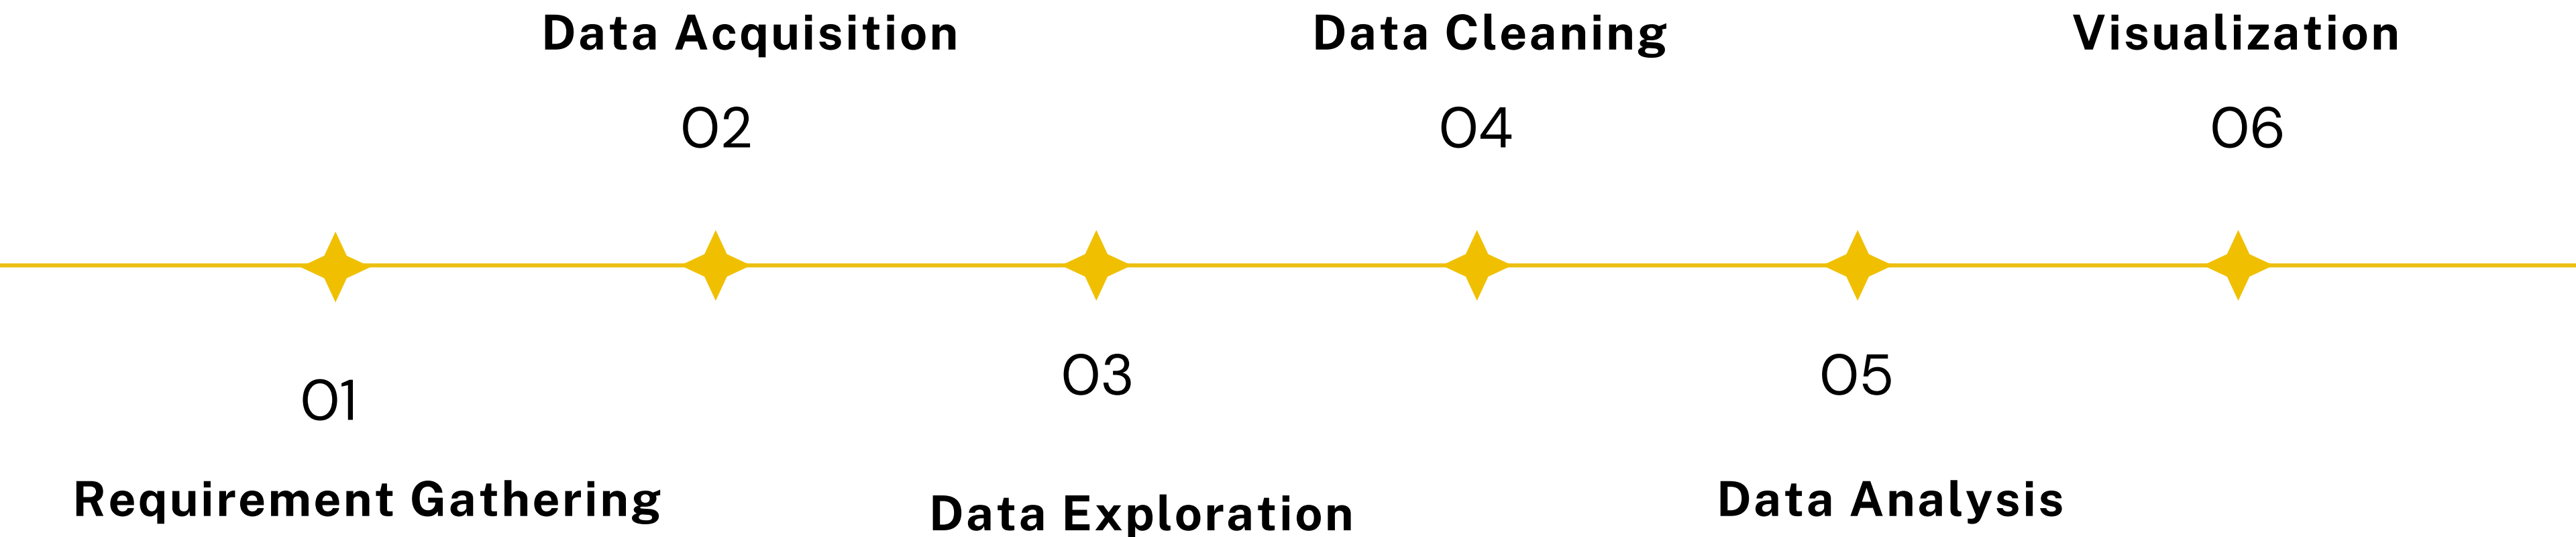 Data Acquisition
Data Cleaning
Visualization
02
04
06
01
03
05
Requirement Gathering
Data Exploration
Data Analysis